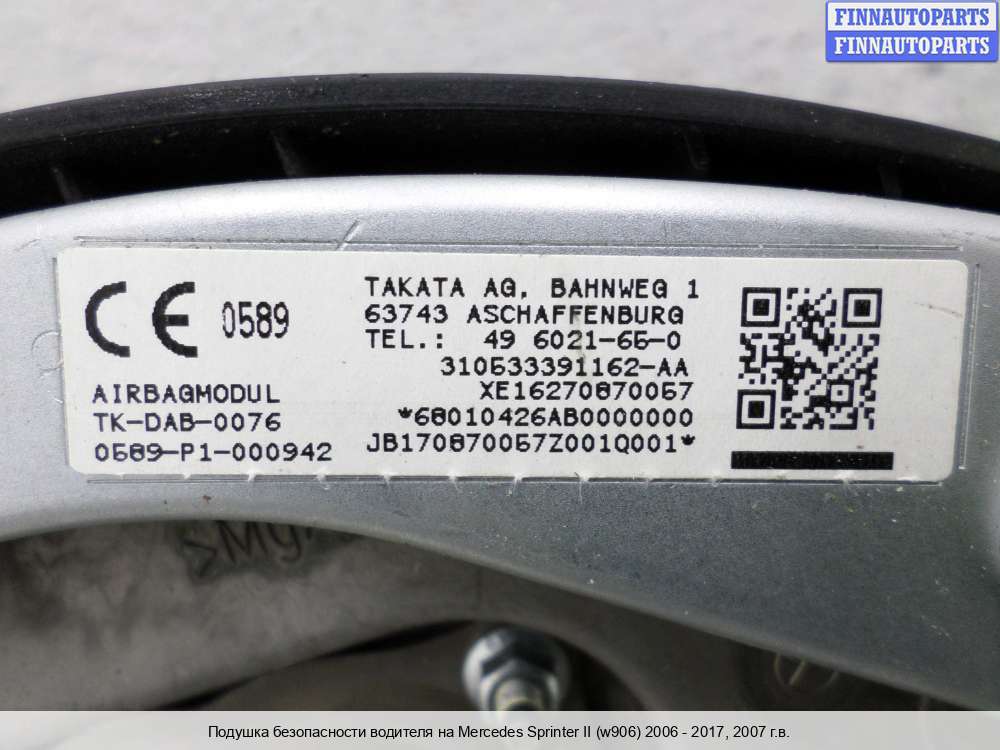 FINNAUTOPARTS
FINNAUTOPARTS
CE 0589
AIRBAGMODUL
TK-DAB-0076
0589-P1-000942
TAKATA AG, BAHNWEG 1
63743 ASCHAFFENBURG
TEL.: 49 6021-65-0
310533391162-AA
XE16270870057
*68010426AB0000000
JB170870057Z001Q001*
Подушка безопасности водителя на Mercedes Sprinter II (w906) 2006 - 2017, 2007 г.в.